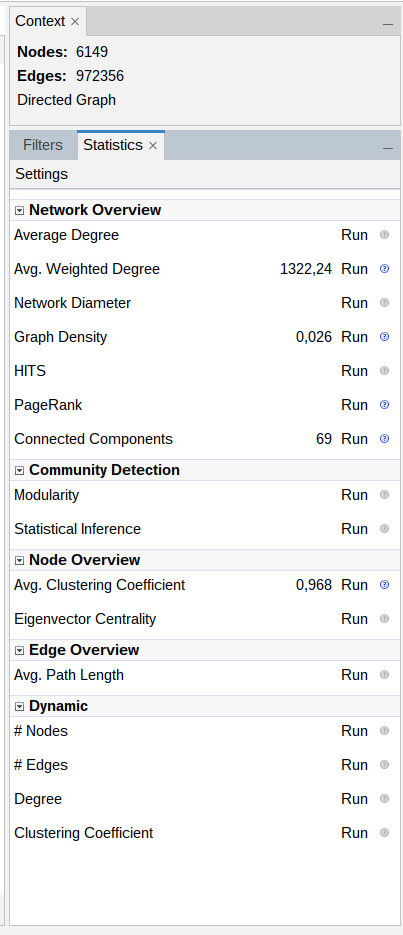 Context
Nodes: 6149
Edges: 972356
Directed Graph
Filters Statistics
Settings
Network Overview
Average Degree Run
Avg. Weighted Degree 1322,24 Run
Network Diameter Run
Graph Density 0,026 Run
HITS Run
PageRank Run
Connected Components 69 Run
Community Detection
Modularity Run
Statistical Inference Run
Node Overview
Avg. Clustering Coefficient 0,968 Run
Eigenvector Centrality Run
Edge Overview
Avg. Path Length Run
Dynamic
# Nodes Run
# Edges Run
Degree Run
Clustering Coefficient Run